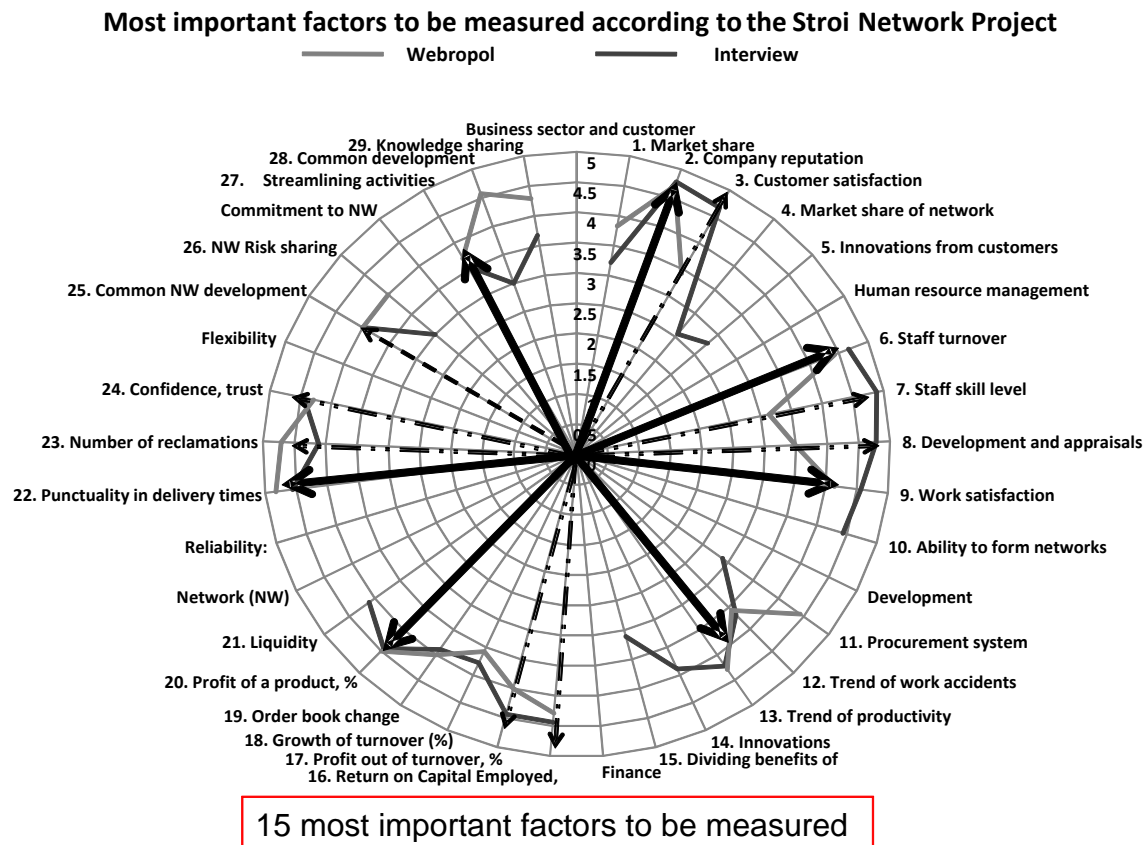 Most important factors to be measured according to the Stroi Network Project
Webropol
Interview
Business sector and customer
1. Market share
2. Company reputation
3. Customer satisfaction
4. Market share of network
5. Innovations from customers
Human resource management
6. Staff turnover
7. Staff skill level
8. Development and appraisals
9. Work satisfaction
10. Ability to form networks
Development
11. Procurement system
12. Trend of work accidents
13. Trend of productivity
14. Innovations
15. Dividing benefits of
Finance
16. Return on Capital Employed,
17. Profit out of turnover, %
18. Growth of turnover (%)
19. Order book change
20. Profit of a product, %
21. Liquidity
Network (NW)
Reliability:
22. Punctuality in delivery times
23. Number of reclamations
24. Confidence, trust
Flexibility
25. Common NW development
26. NW Risk sharing
Commitment to NW
27. Streamlining activities
28. Common development
29. Knowledge sharing
5
4.5
4
3.5
3
2.5
2
1.5
1
0.5
0
15 most important factors to be measured